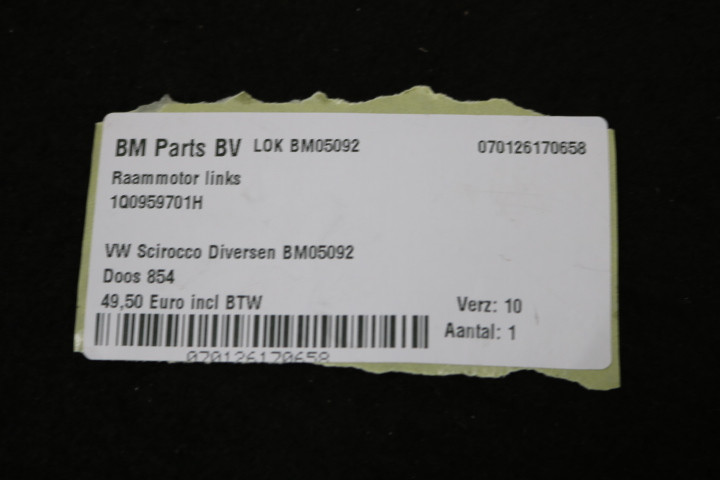 BM Parts BV LOK BM05092 070126170658
Raammotor links
1Q0959701H
VW Scirocco Diversen BM05092
Doos 854
49,50 Euro incl BTW Verz: 10
Aantal: 1
070126170658